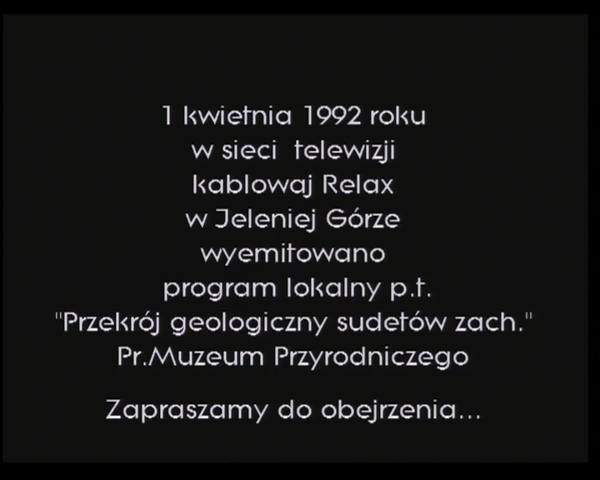 1 kwietnia 1992 roku
w sieci telewizji
kablowaj Relax
w Jeleniej Górze
wyemitowano
program lokalny p.t.
"Przekrój geologiczny sudetów zach."
Pr.Muzeum Przyrodniczego
Zapraszamy do obejrzenia...